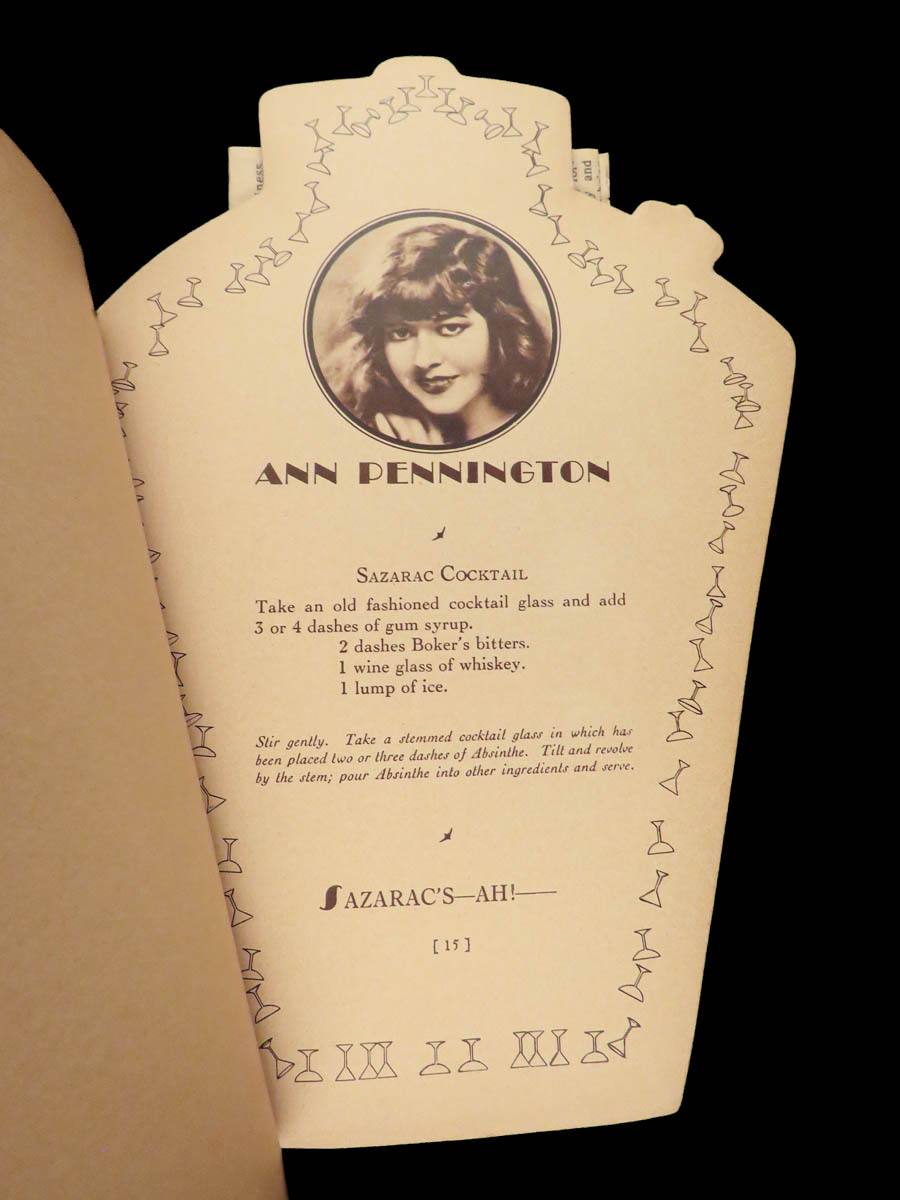 ness
for-
and
ANN PENNINGTON
SAZARAC COCKTAIL
Take an old fashioned cocktail glass and add
3 or 4 dashes of gum syrup.
2 dashes Boker's bitters.
1 wine glass of whiskey.
1 lump of ice.
Stir gently. Take a stemmed cocktail glass in which has
been placed two or three dashes of Absinthe. Tilt and revolve
by the stem; pour Absinthe into other ingredients and serve.
SAZARAC'S—AH!——
[ 15 ]